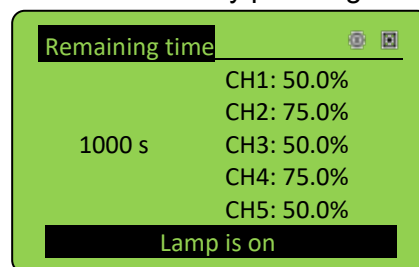 Remaining time
CH1: 50.0%
CH2: 75.0%
1000 s
CH3: 50.0%
CH4: 75.0%
CH5: 50.0%
Lamp is on